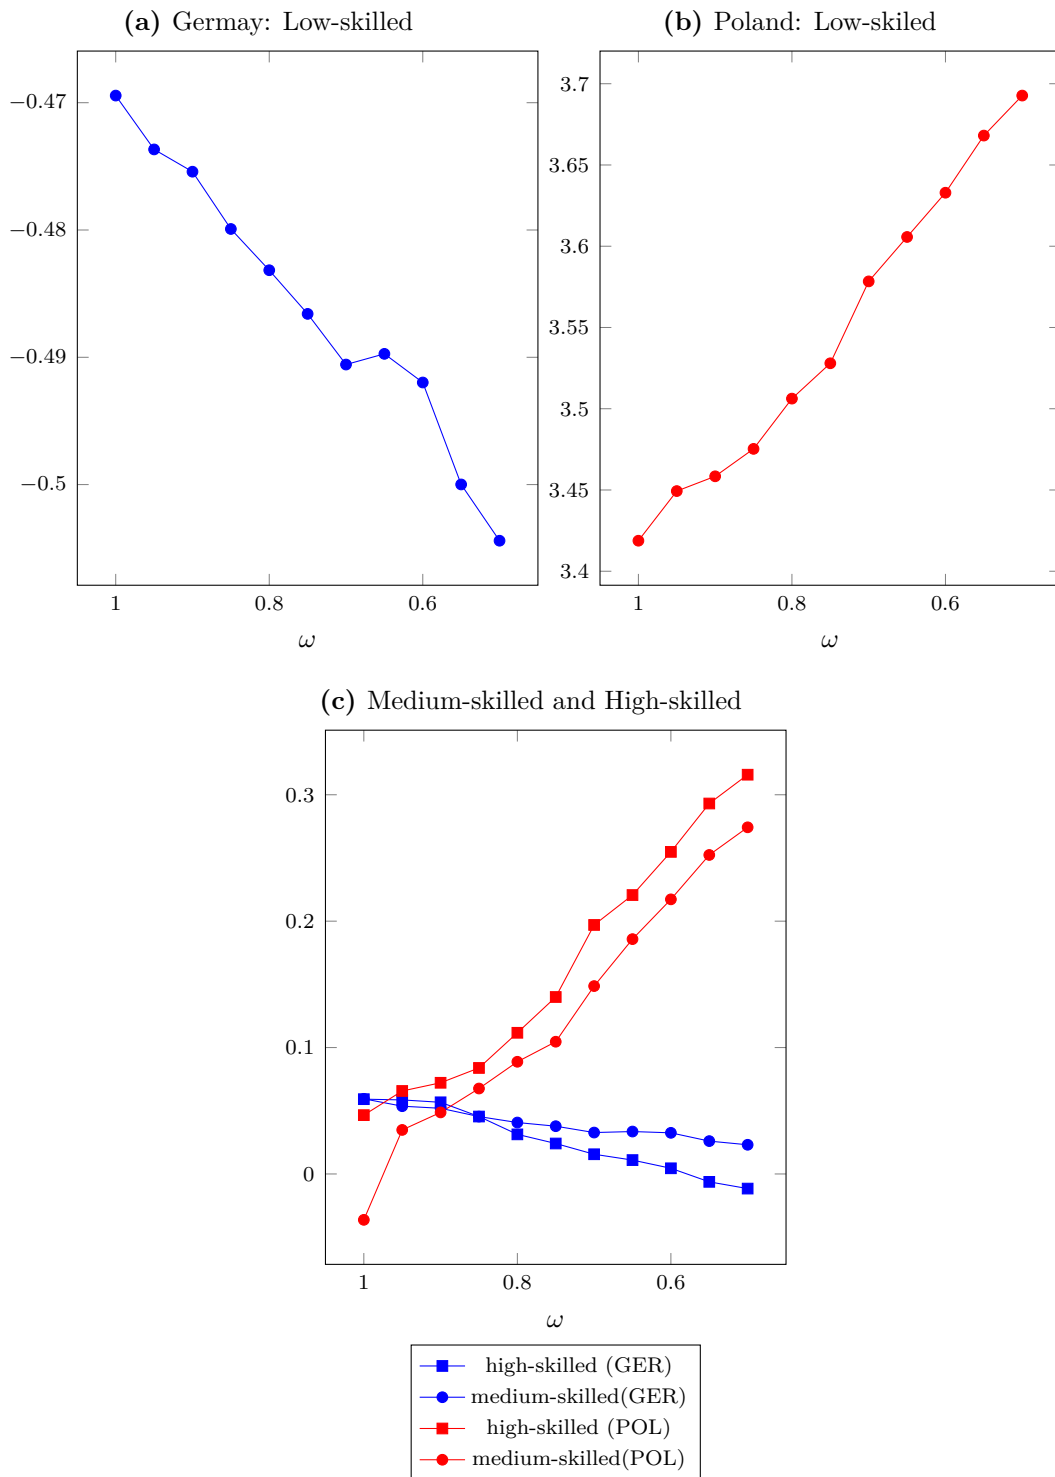 (a) Germay: Low-skilled
−0.47
−0.48
−0.49
−0.5
1 0.8 0.6
ω
(b) Poland: Low-skiled
3.7
3.65
3.6
3.55
3.5
3.45
3.4
1 0.8 0.6
ω
(c) Medium-skilled and High-skilled
0.3
0.2
0.1
0
1 0.8 0.6
ω
high-skilled (GER)
medium-skilled(GER)
high-skilled (POL)
medium-skilled(POL)